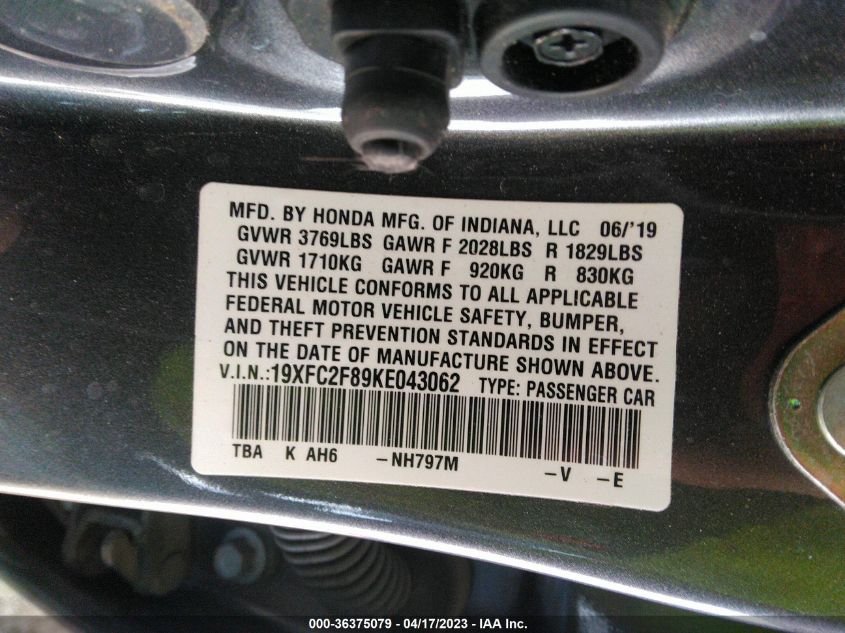 MFD. BY HONDA MFG. OF INDIANA, LLC 06/'19
GVWR 3769LBS GAWR F 2028LBS R 1829LBS
GVWR 1710KG GAWR F 920KG R 830KG
THIS VEHICLE CONFORMS TO ALL APPLICABLE
FEDERAL MOTOR VEHICLE SAFETY, BUMPER,
AND THEFT PREVENTION STANDARDS IN EFFECT
ON THE DATE OF MANUFACTURE SHOWN ABOVE.
V.I.N.:19XFC2F89KE043062 TYPE: PASSENGER CAR
TBA K AH6 -NH797M -V -E
000-36375079 - 04/17/2023 - IAA Inc.